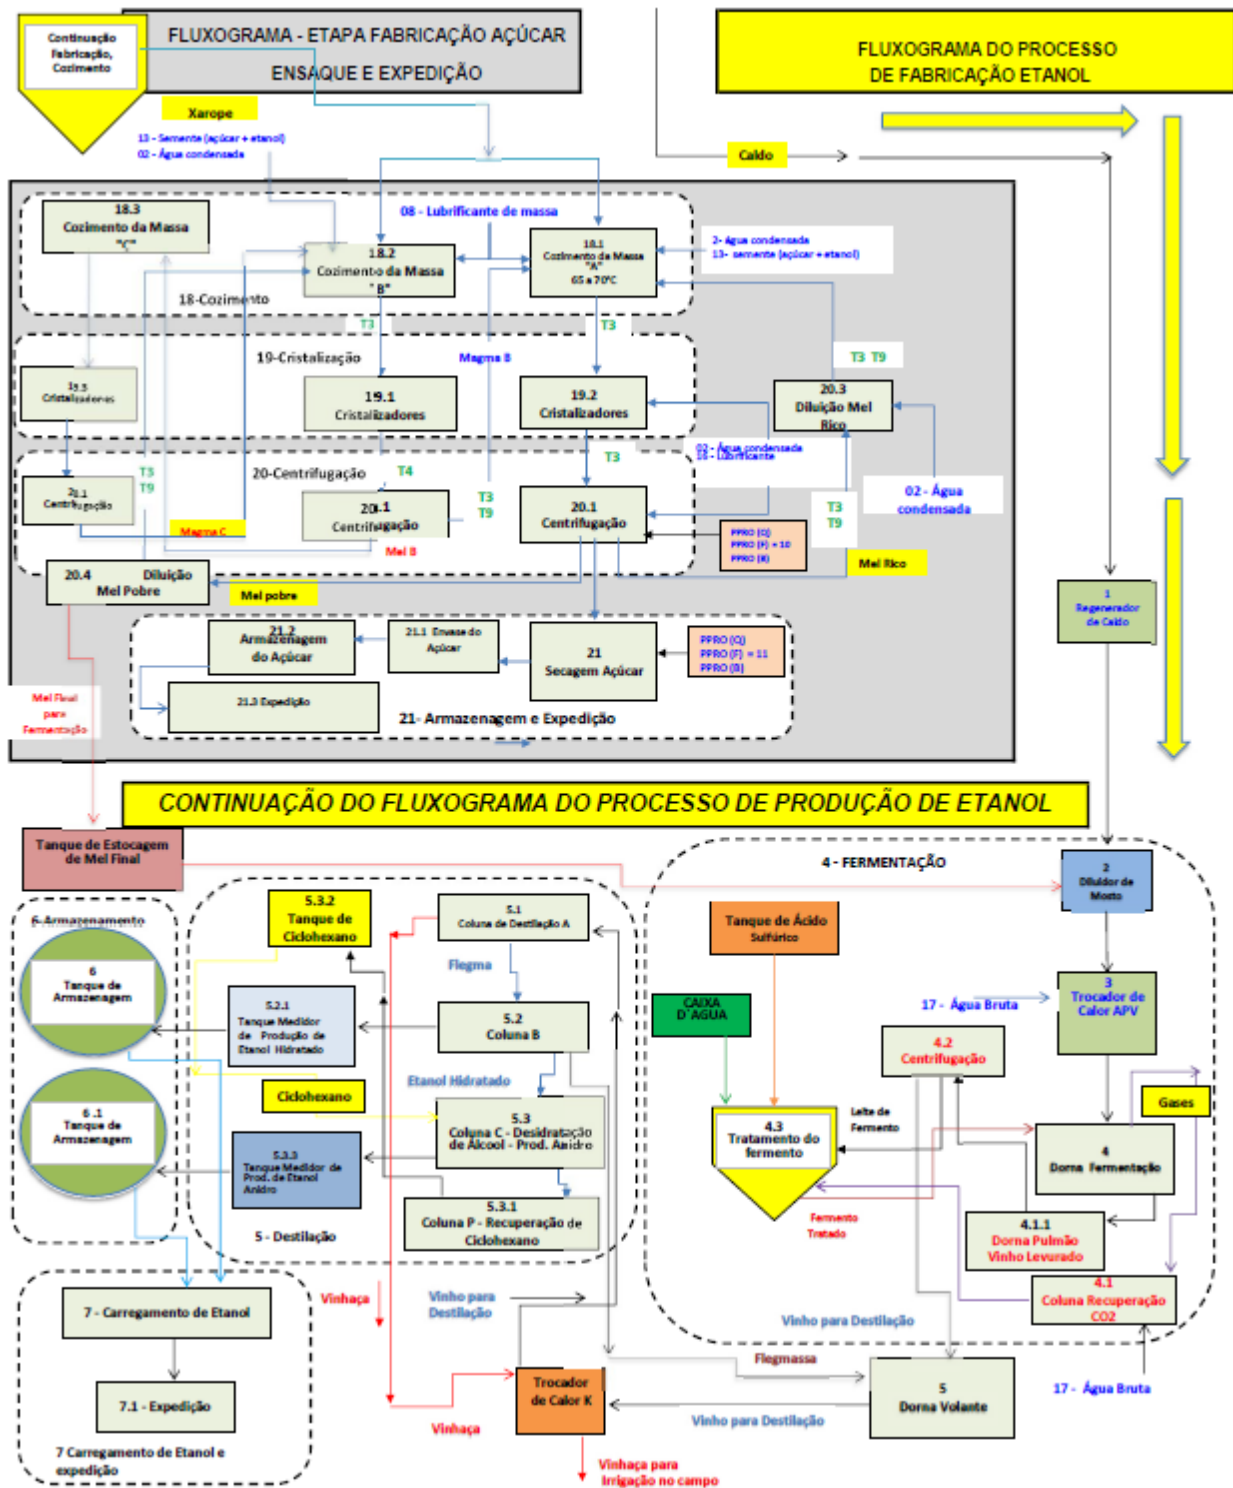 Continuação
Fabricação,
Cozimento
FLUXOGRAMA - ETAPA FABRICAÇÃO AÇÚCAR
ENSAQUE E EXPEDIÇÃO
FLUXOGRAMA DO PROCESSO
DE FABRICAÇÃO ETANOL
Xarope
13 - Semente (açúcar + etanol)
02 - Água condensada
Caldo
18.3
Cozimento da Massa
"C"
08 - Lubrificante de massa
18.2
Cozimento da Massa
"B"
18.1
Cozimento da Massa
"A"
65 a 70°C
2- Água condensada
13- semente (açúcar + etanol)
18-Cozimento
T3
T3
19-Cristalização
Magma B
T3 T9
Cristalizadores
19.1
Cristalizadores
19.2
Cristalizadores
20.3
Diluição Mel
Rico
02 - Água condensada
Lubrificante
20-Centrifugação
T3
T9
T4
T3
T3
T9
Centrifugação
Centrifugação
20.1
Centrifugação
T3
T9
02 - Água
condensada
Magma C
Mel B
PPRO (Q)
PPRO (F) = 10
PPRO (B)
Mel Rico
20.4 Diluição
Mel Pobre
Mel pobre
1
Regenerador
de Caldo
21.2
Armazenagem
do Açúcar
21.1 Envase do
Açúcar
21
Secagem Açúcar
PPRO (Q)
PPRO (F) = 11
PPRO (B)
21.3 Expedição
21- Armazenagem e Expedição
Mel Final
para
Fermentação
CONTINUAÇÃO DO FLUXOGRAMA DO PROCESSO DE PRODUÇÃO DE ETANOL
Tanque de Estocagem
de Mel Final
4 - FERMENTAÇÃO
2
Diluidor de
Mosto
6-Armazenamento
5.3.2
Tanque de
Ciclohexano
5.1
Coluna de Destilação A
Tanque de Ácido
Sulfúrico
6
Tanque de
Armazenagem
Flegma
3
Trocador de
Calor APV
5.2.1
Tanque Medidor
de Produção de
Etanol Hidratado
5.2
Coluna B
CAIXA
D`AGUA
17 - Água Bruta
4.2
Centrifugação
Etanol Hidratado
Ciclohexano
Gases
6 .1
Tanque de
Armazenagem
5.3
Coluna C - Desidratação
de Álcool - Prod. Anidro
4.3
Tratamento do
fermento
Leite de
Fermento
4
Dorna Fermentação
5.3.3
Tanque Medidor de
Prod. de Etanol
Anidro
5.3.1
Coluna P - Recuperação de
Ciclohexano
Fermento
Tratado
4.1.1
Dorna Pulmão
Vinho Levurado
5 - Destilação
4.1
Coluna Recuperação
CO2
7 - Carregamento de Etanol
Vinhaça
Vinho para
Destilação
Vinho para Destilação
Flegmassa
7.1 - Expedição
Trocador
de Calor K
5
Dorna Volante
17 - Água Bruta
Vinhaça
Vinho para Destilação
7 Carregamento de Etanol e
expedição
Vinhaça para
Irrigação no campo